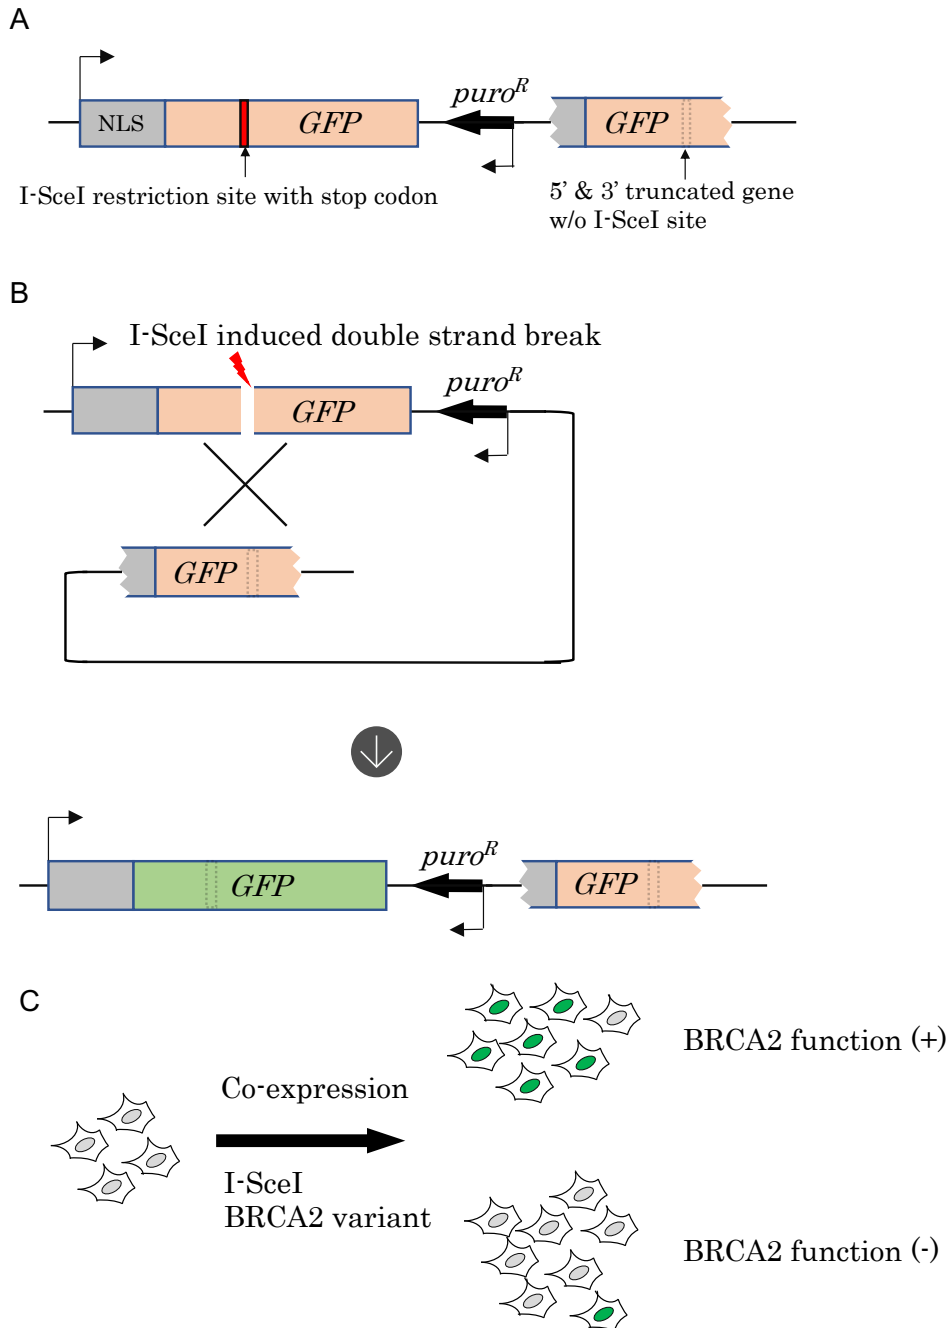 A
puroᴿ
NLS
GFP
GFP
I-SceI restriction site with stop codon
5’ & 3’ truncated gene
w/o I-SceI site
B
I-SceI induced double strand break
puroᴿ
GFP
GFP
puroᴿ
GFP
GFP
C
BRCA2 function (+)
Co-expression
I-SceI
BRCA2 variant
BRCA2 function (-)